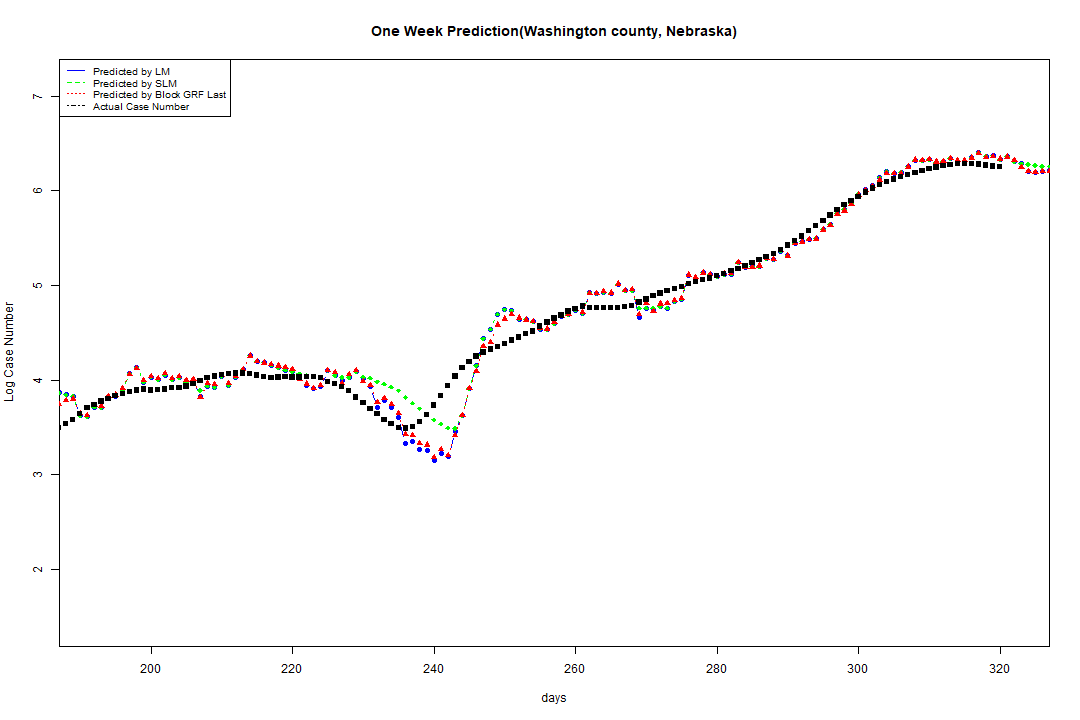 One Week Prediction(Washington county, Nebraska)
Predicted by LM
Predicted by SLM
Predicted by Block GRF Last
Actual Case Number
Log Case Number
7
6
5
4
3
2
200 220 240 260 280 300 320
days